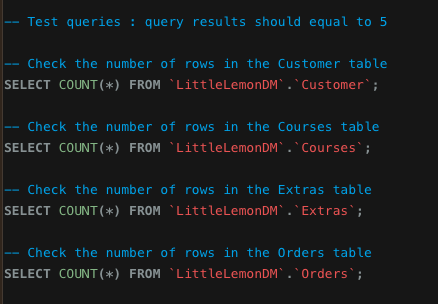 -- Test queries : query results should equal to 5
-- Check the number of rows in the Customer table
SELECT COUNT(*) FROM `LittleLemonDM`.`Customer`;
-- Check the number of rows in the Courses table
SELECT COUNT(*) FROM `LittleLemonDM`.`Courses`;
-- Check the number of rows in the Extras table
SELECT COUNT(*) FROM `LittleLemonDM`.`Extras`;
-- Check the number of rows in the Orders table
SELECT COUNT(*) FROM `LittleLemonDM`.`Orders`;